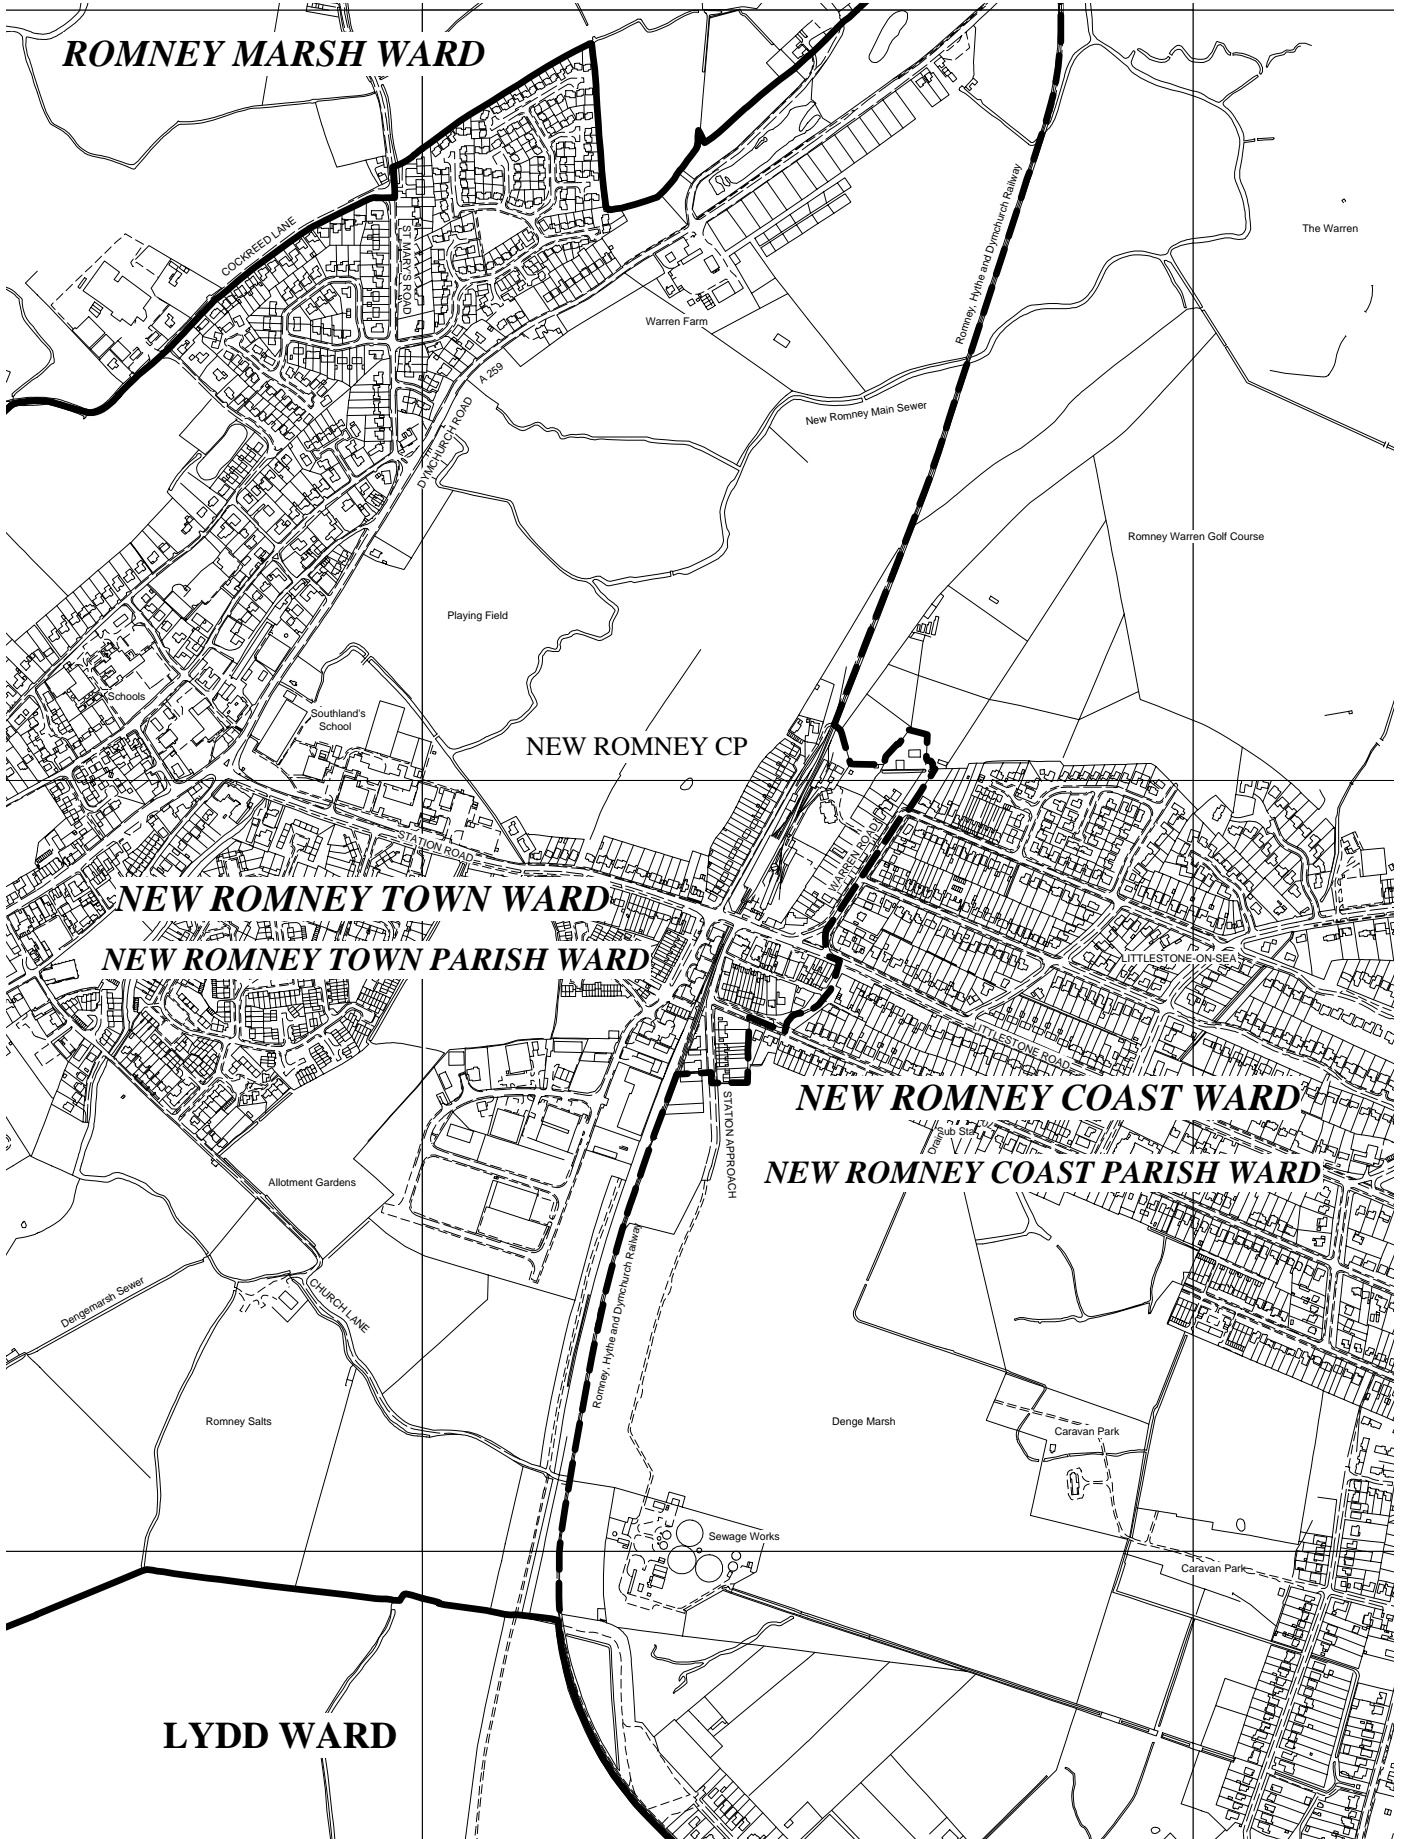 ROMNEY MARSH WARD
COCKREED LANE
ST. MARY'S ROAD
Romney, Hythe and Dymchurch Railway
The Warren
Warren Farm
A 259
DYMCHURCH ROAD
New Romney Main Sewer
Romney Warren Golf Course
Playing Field
Schools
Southland's
School
NEW ROMNEY CP
STATION ROAD
WARREN ROAD
NEW ROMNEY TOWN WARD
NEW ROMNEY TOWN PARISH WARD
LITTLESTONE-ON-SEA
LITTLESTONE ROAD
NEW ROMNEY COAST WARD
STATION APPROACH
Drain
Sub Sta
NEW ROMNEY COAST PARISH WARD
Allotment Gardens
Dengemarsh Sewer
CHURCH LANE
Romney, Hythe and Dymchurch Railway
Romney Salts
Denge Marsh
Caravan Park
Sewage Works
Caravan Park
LYDD WARD